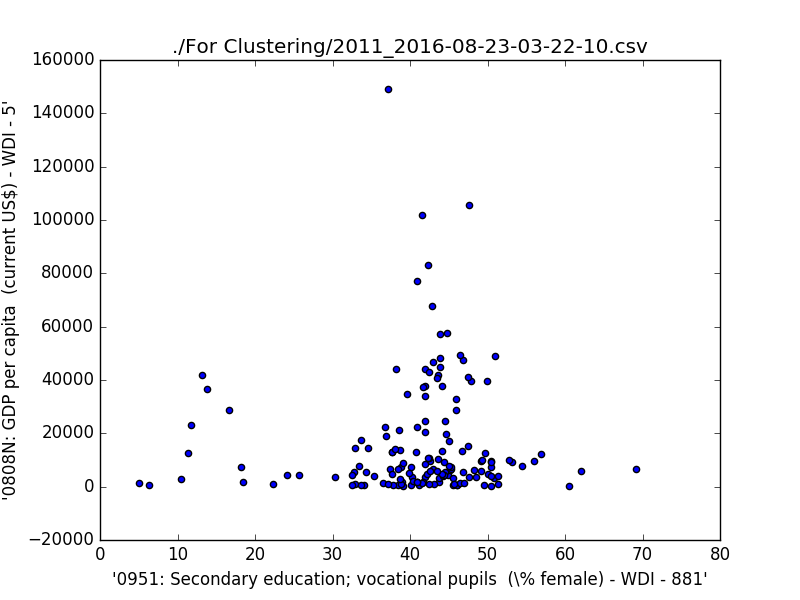 ./For Clustering/2011_2016-08-23-03-22-10.csv
160000
140000
120000
100000
80000
60000
40000
20000
0
−20000
'0808N: GDP per capita  (current US$) - WDI - 5'
0 10 20 30 40 50 60 70 80
'0951: Secondary education; vocational pupils  (\% female) - WDI - 881'